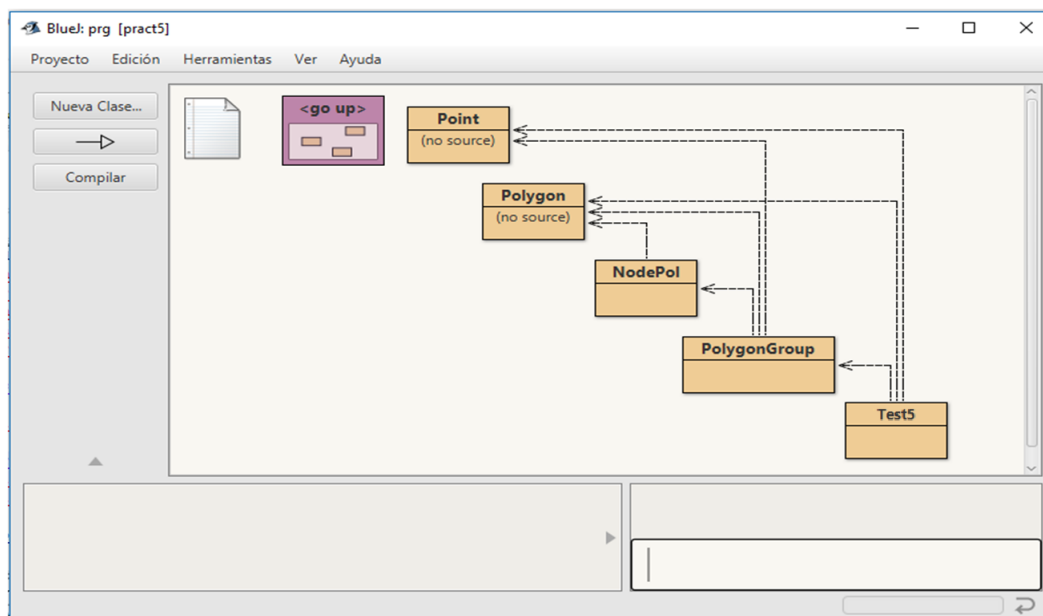 BlueJ: prg [pract5]
Proyecto Edición Herramientas Ver Ayuda
Nueva Clase...
Compilar
<go up>
Point
(no source)
Polygon
(no source)
NodePol
PolygonGroup
Test5